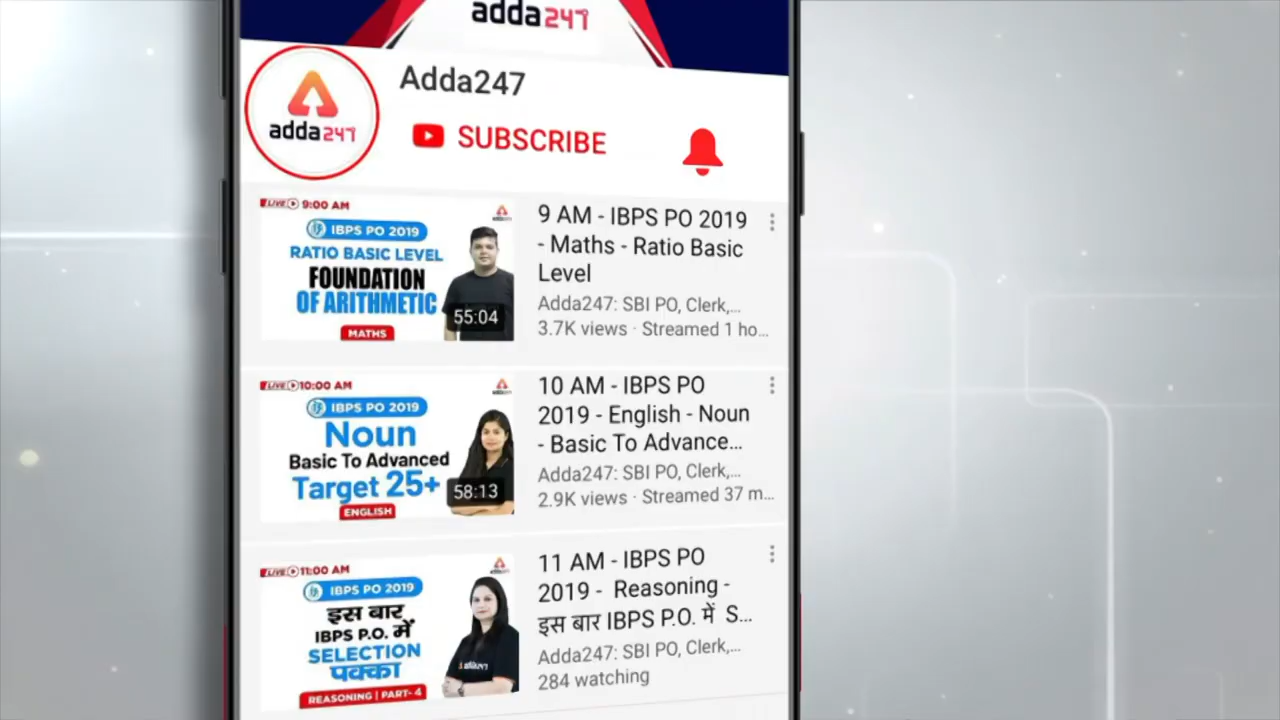 adda247
Adda247
SUBSCRIBE
adda247
LIVE 9:00 AM
IBPS PO 2019
RATIO BASIC LEVEL
FOUNDATION
OF ARITHMETIC
55:04
MATHS
9 AM - IBPS PO 2019
- Maths - Ratio Basic
Level
Adda247: SBI PO, Clerk,...
3.7K views · Streamed 1 ho...
LIVE 10:00 AM
IBPS PO 2019
Noun
Basic To Advanced
Target 25+
58:13
ENGLISH
10 AM - IBPS PO
2019 - English - Noun
- Basic To Advance...
Adda247: SBI PO, Clerk,...
2.9K views · Streamed 37 m...
LIVE 11:00 AM
IBPS PO 2019
इस बार
IBPS P.O. में
SELECTION
पक्का
adda247
REASONING | PART- 4
11 AM - IBPS PO
2019 - Reasoning -
इस बार IBPS P.O. में S...
Adda247: SBI PO, Clerk,...
284 watching